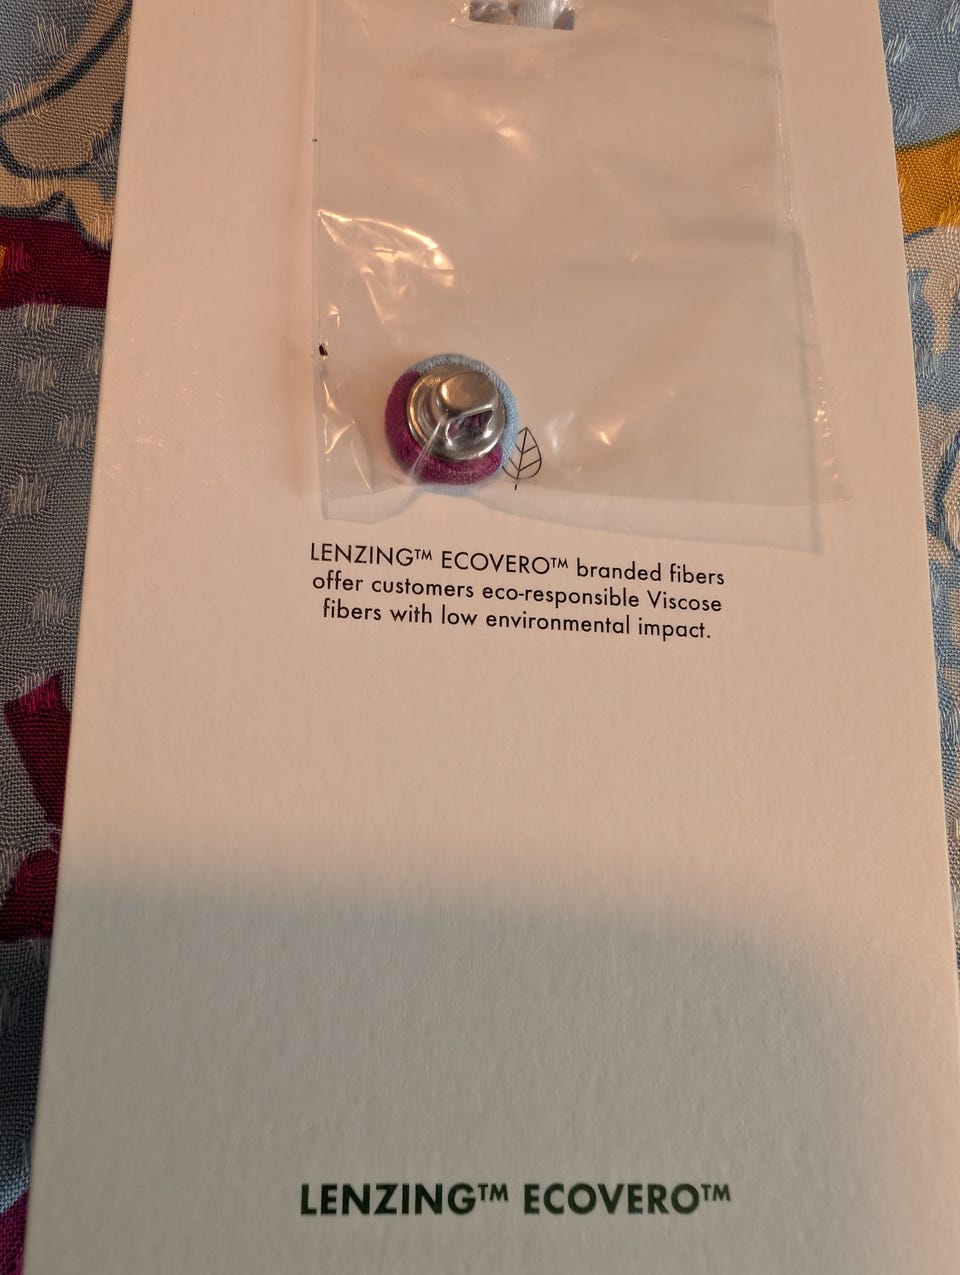 LENZING™ ECOVERO™ branded fibers
offer customers eco-responsible Viscose
fibers with low environmental impact.
LENZING™ ECOVERO™